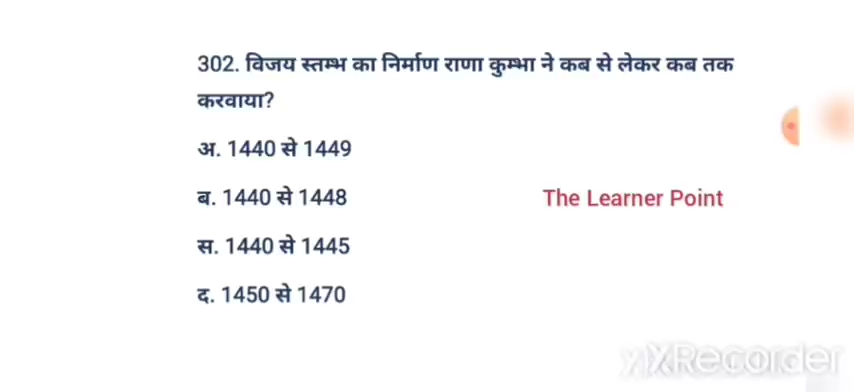 302. विजय स्तम्भ का निर्माण राणा कुम्भा ने कब से लेकर कब तक
करवाया?
अ. 1440 से 1449
ब. 1440 से 1448
The Learner Point
स. 1440 से 1445
द. 1450 से 1470
XRecorder